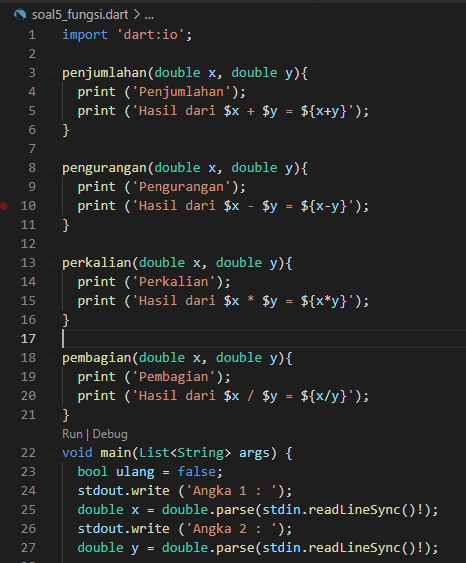 soal5_fungsi.dart > ...
1 import 'dart:io';
2
3 penjumlahan(double x, double y){
4 print ('Penjumlahan');
5 print ('Hasil dari $x + $y = ${x+y}');
6 }
7
8 pengurangan(double x, double y){
9 print ('Pengurangan');
10 print ('Hasil dari $x - $y = ${x-y}');
11 }
12
13 perkalian(double x, double y){
14 print ('Perkalian');
15 print ('Hasil dari $x * $y = ${x*y}');
16 }
17
18 pembagian(double x, double y){
19 print ('Pembagian');
20 print ('Hasil dari $x / $y = ${x/y}');
21 }
Run | Debug
22 void main(List<String> args) {
23 bool ulang = false;
24 stdout.write ('Angka 1 : ');
25 double x = double.parse(stdin.readLineSync()!);
26 stdout.write ('Angka 2 : ');
27 double y = double.parse(stdin.readLineSync()!);